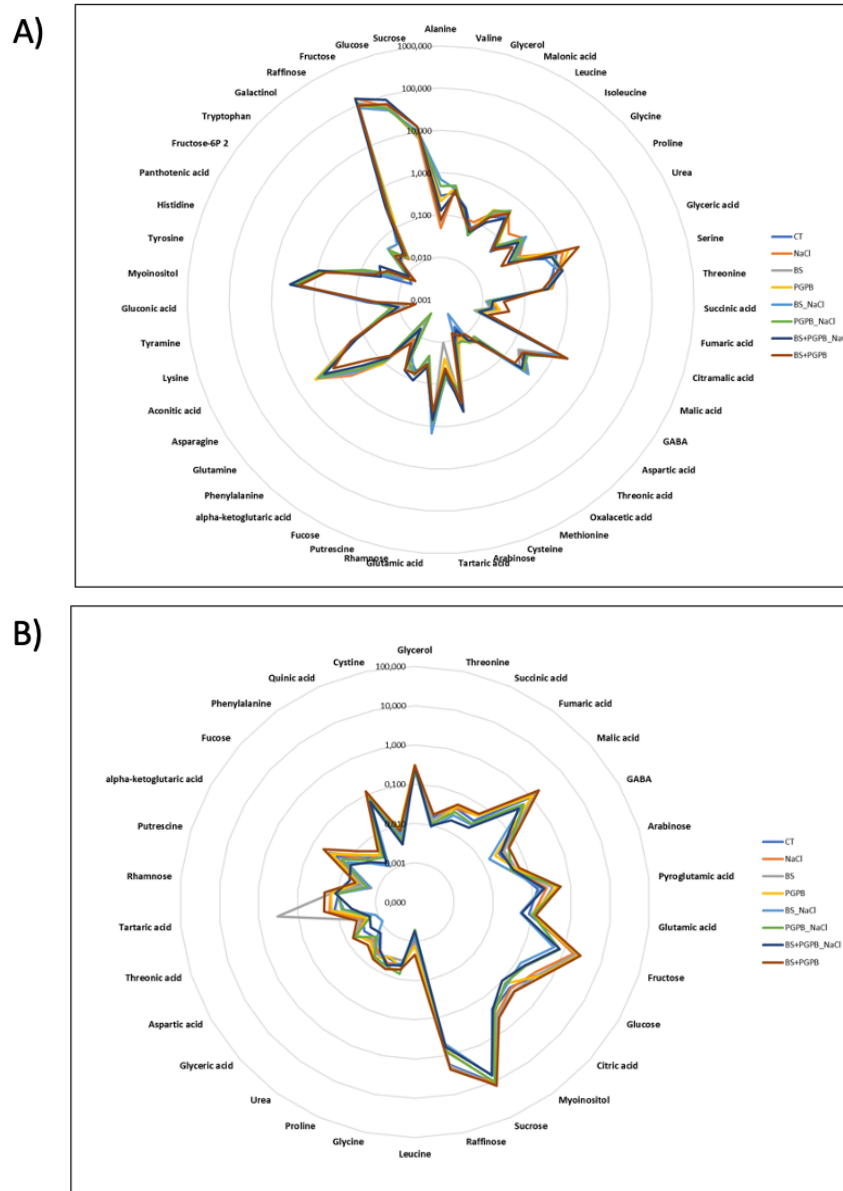 A)
Alanine
Valine
Glycerol
Malonic acid
Leucine
Isoleucine
Glycine
Proline
Urea
Glyceric acid
Serine
Threonine
Succinic acid
Fumaric acid
Citramalic acid
Malic acid
GABA
Aspartic acid
Threonic acid
Oxalacetic acid
Methionine
Cysteine
Arabinose
Tartaric acid
Glutamic acid
Rhamnose
Putrescine
Fucose
alpha-ketoglutaric acid
Phenylalanine
Glutamine
Asparagine
Aconitic acid
Lysine
Tyramine
Gluconic acid
Myoinositol
Tyrosine
Histidine
Panthotenic acid
Fructose-6P 2
Tryptophan
Galactinol
Raffinose
Fructose
Glucose
Sucrose
1000,000
100,000
10,000
1,000
0,100
0,010
0,001
CT
NaCl
BS
PGPB
BS_NaCl
PGPB_NaCl
BS+PGPB_NaC
BS+PGPB
B)
Glycerol
Threonine
Succinic acid
Fumaric acid
Malic acid
GABA
Arabinose
Pyroglutamic acid
Glutamic acid
Fructose
Glucose
Citric acid
Myoinositol
Sucrose
Raffinose
Leucine
Glycine
Proline
Urea
Glyceric acid
Aspartic acid
Threonic acid
Tartaric acid
Rhamnose
Putrescine
alpha-ketoglutaric acid
Fucose
Phenylalanine
Quinic acid
Cystine
100,000
10,000
1,000
0,100
0,010
0,001
0,000
CT
NaCl
BS
PGPB
BS_NaCl
PGPB_NaCl
BS+PGPB_NaCl
BS+PGPB